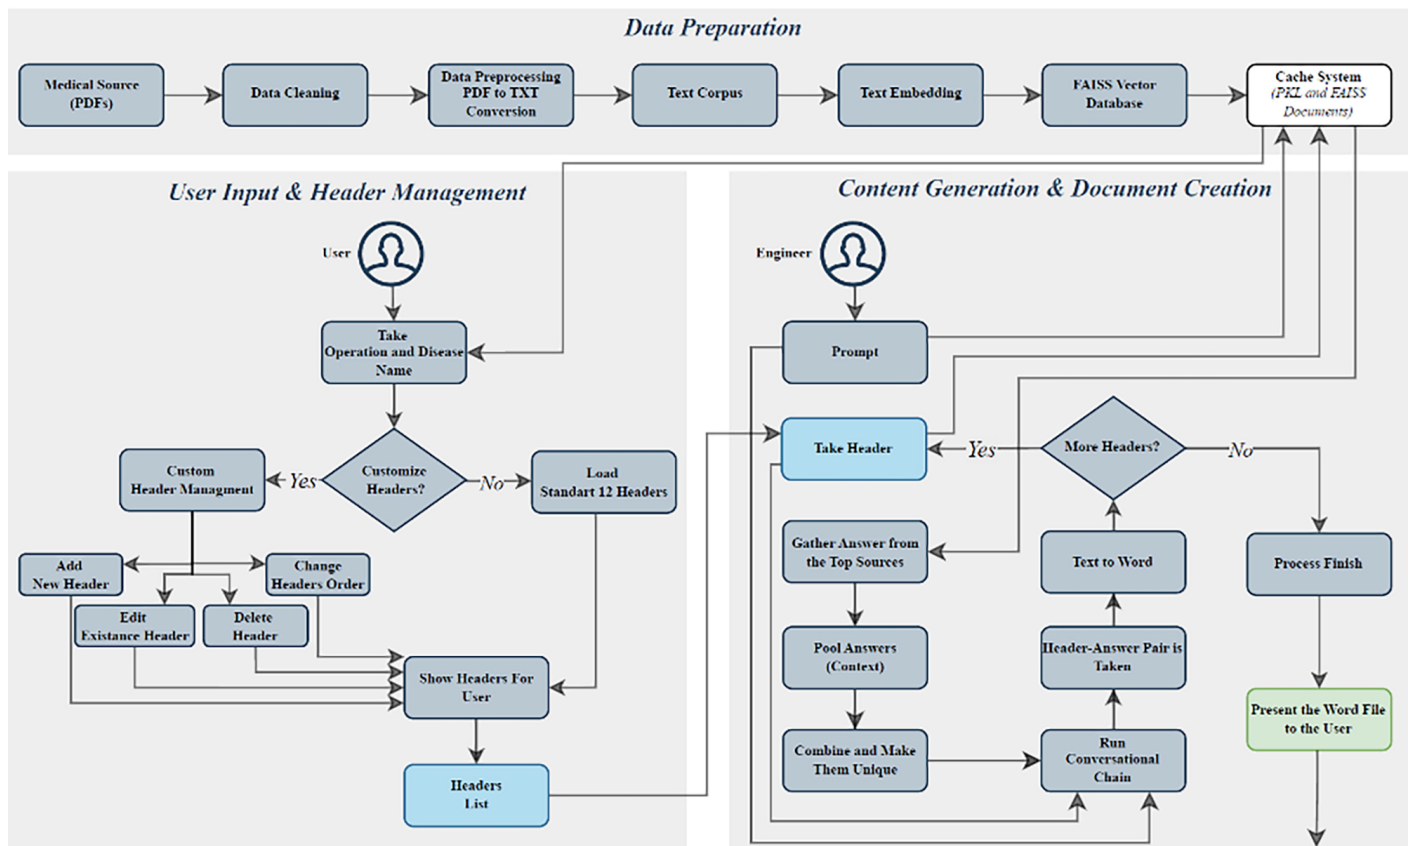 Data Preparation
Medical Source
(PDFs)
Data Cleaning
Data Preprocessing
PDF to TXT
Conversion
Text Corpus
Text Embedding
FAISS Vector
Database
Cache System
(PKL and FAISS
Documents)
User Input & Header Management
User
Take
Operation and Disease
Name
Customize
Headers?
Yes
No
Custom
Header Managment
Load
Standart 12 Headers
Add
New Header
Change
Headers Order
Edit
Existance Header
Delete
Header
Show Headers For
User
Headers
List
Content Generation & Document Creation
Engineer
Prompt
Take Header
Yes
More Headers?
No
Gather Answer from
the Top Sources
Text to Word
Process Finish
Pool Answers
(Context)
Header-Answer Pair is
Taken
Present the Word File
to the User
Combine and Make
Them Unique
Run
Conversational
Chain